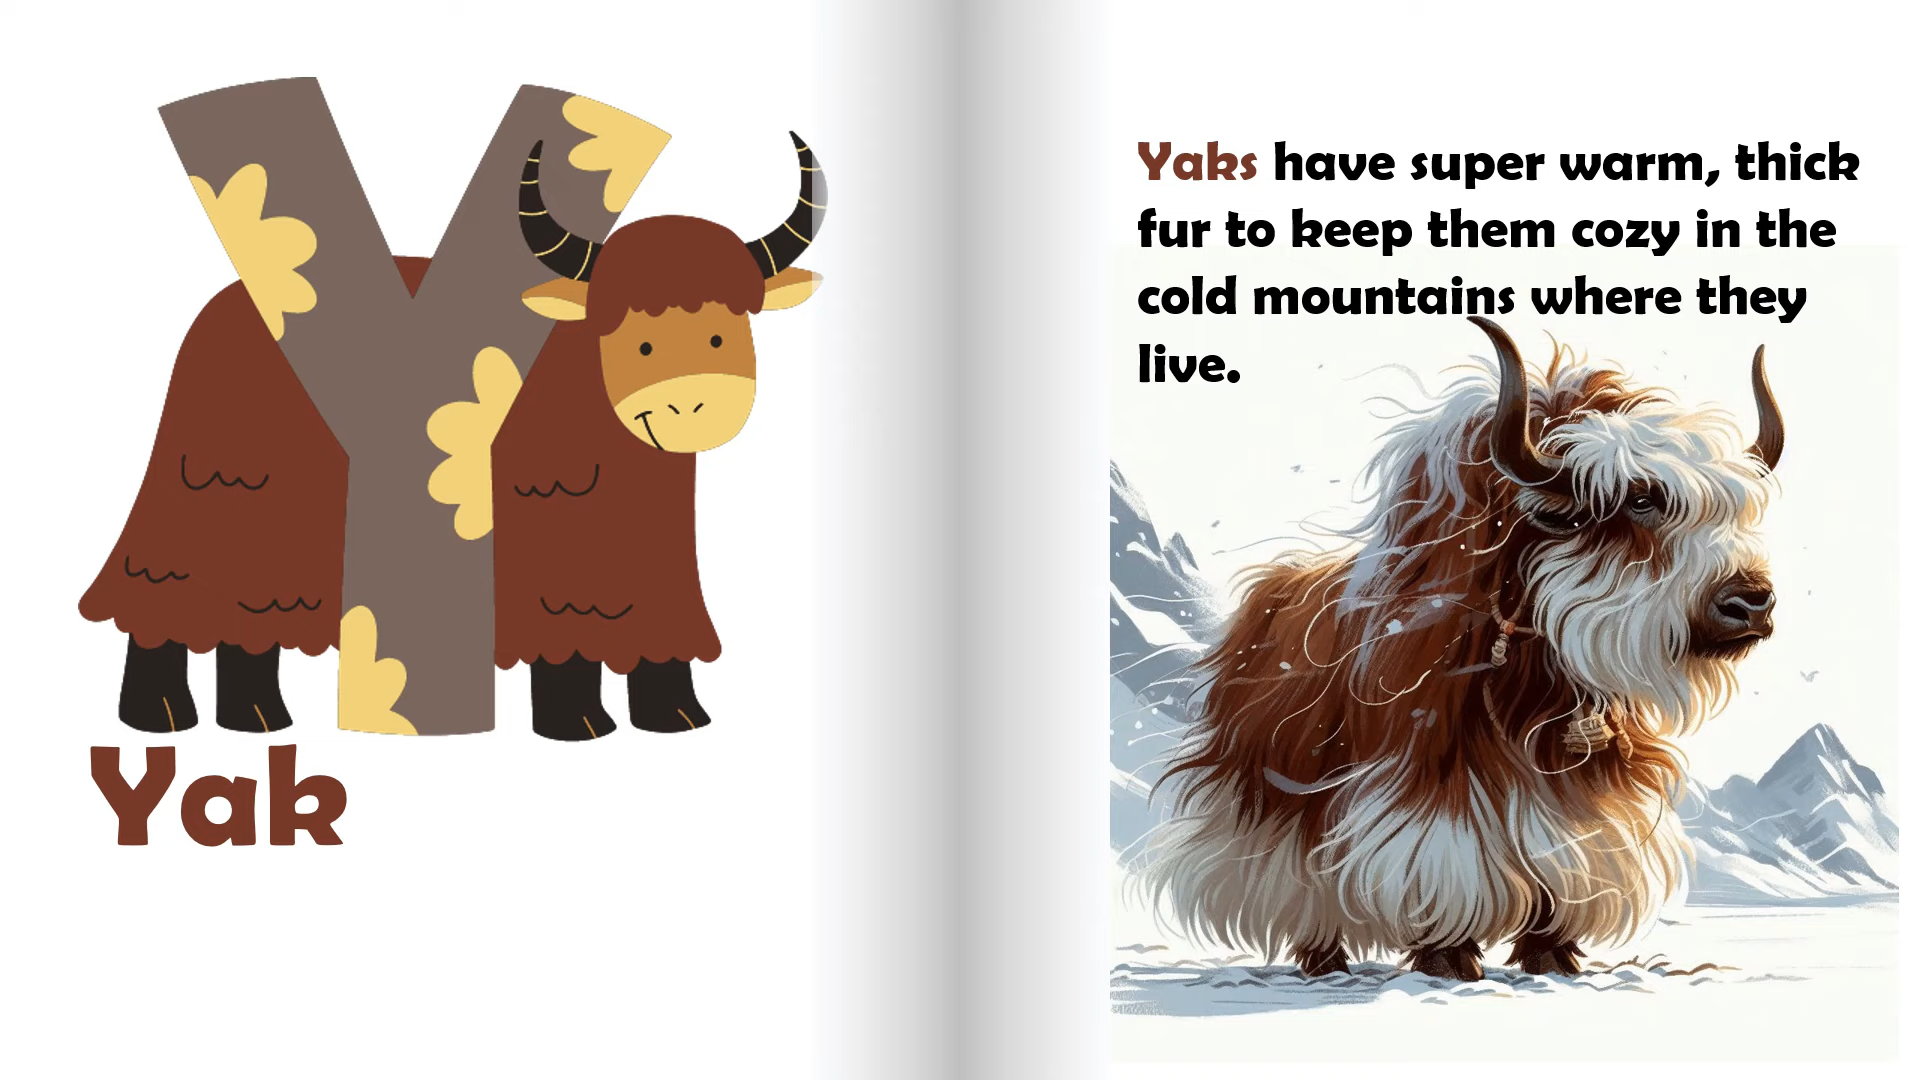 Yak
Yaks have super warm, thick
fur to keep them cozy in the
cold mountains where they
live.